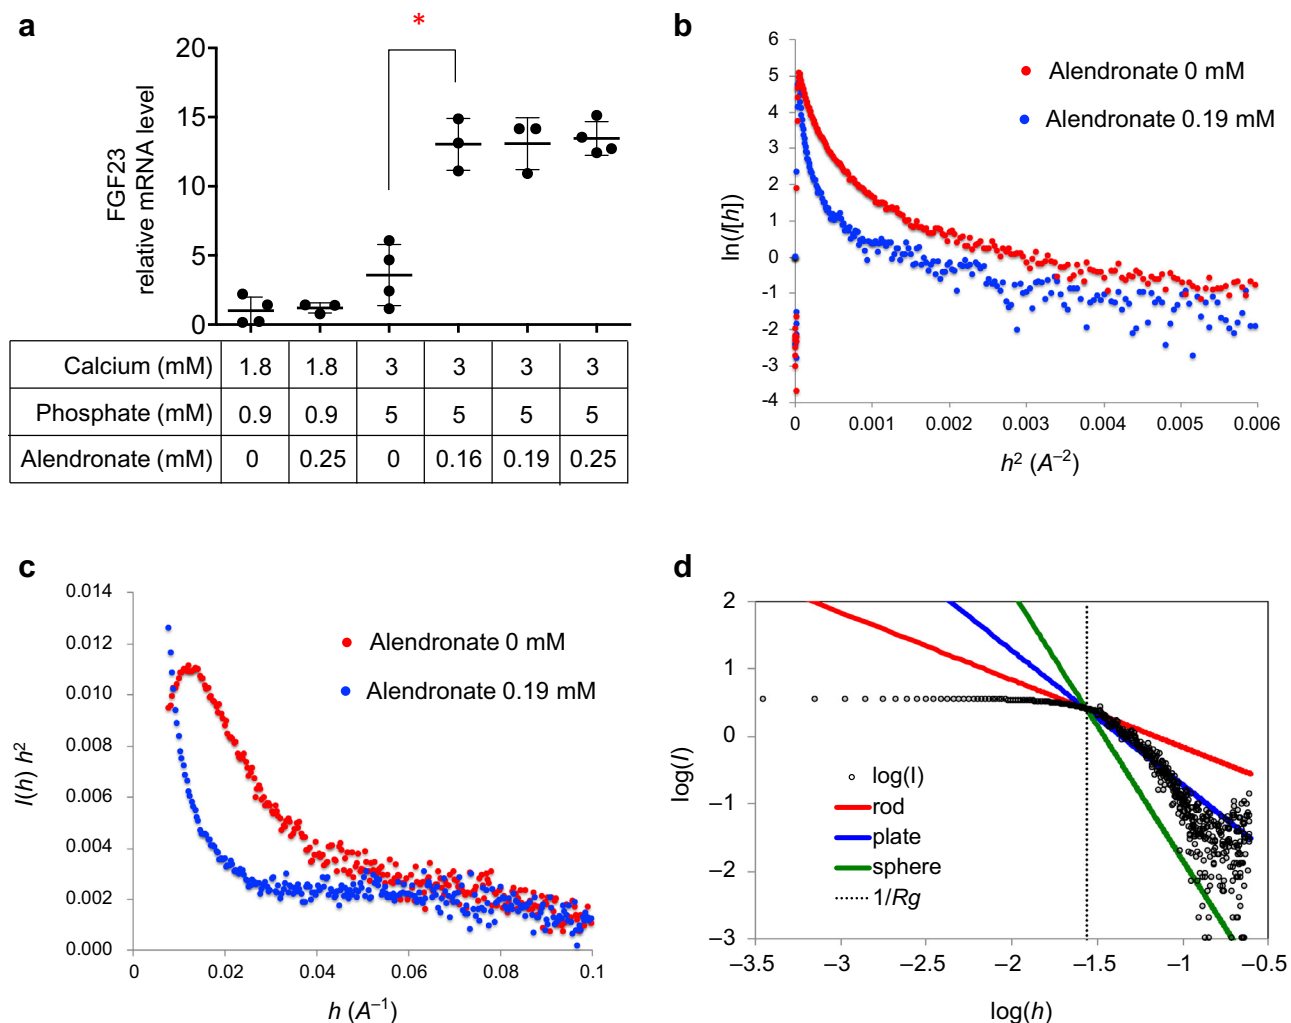 a
*
20
15
10
5
0
FGF23
relative mRNA level
Calcium (mM) 1.8 1.8 3 3 3 3
Phosphate (mM) 0.9 0.9 5 5 5 5
Alendronate (mM) 0 0.25 0 0.16 0.19 0.25
b
6
5
4
3
2
1
0
-1
-2
-3
-4
ln(I[h])
Alendronate 0 mM
Alendronate 0.19 mM
0 0.001 0.002 0.003 0.004 0.005 0.006
h² (A⁻²)
c
0.014
0.012
0.010
0.008
0.006
0.004
0.002
0.000
I(h) h²
Alendronate 0 mM
Alendronate 0.19 mM
0 0.02 0.04 0.06 0.08 0.1
h (A⁻¹)
d
2
1
0
−1
−2
−3
log(I)
log(I)
rod
plate
sphere
1/Rg
−3.5 −3 −2.5 −2 −1.5 −1 −0.5
log(h)